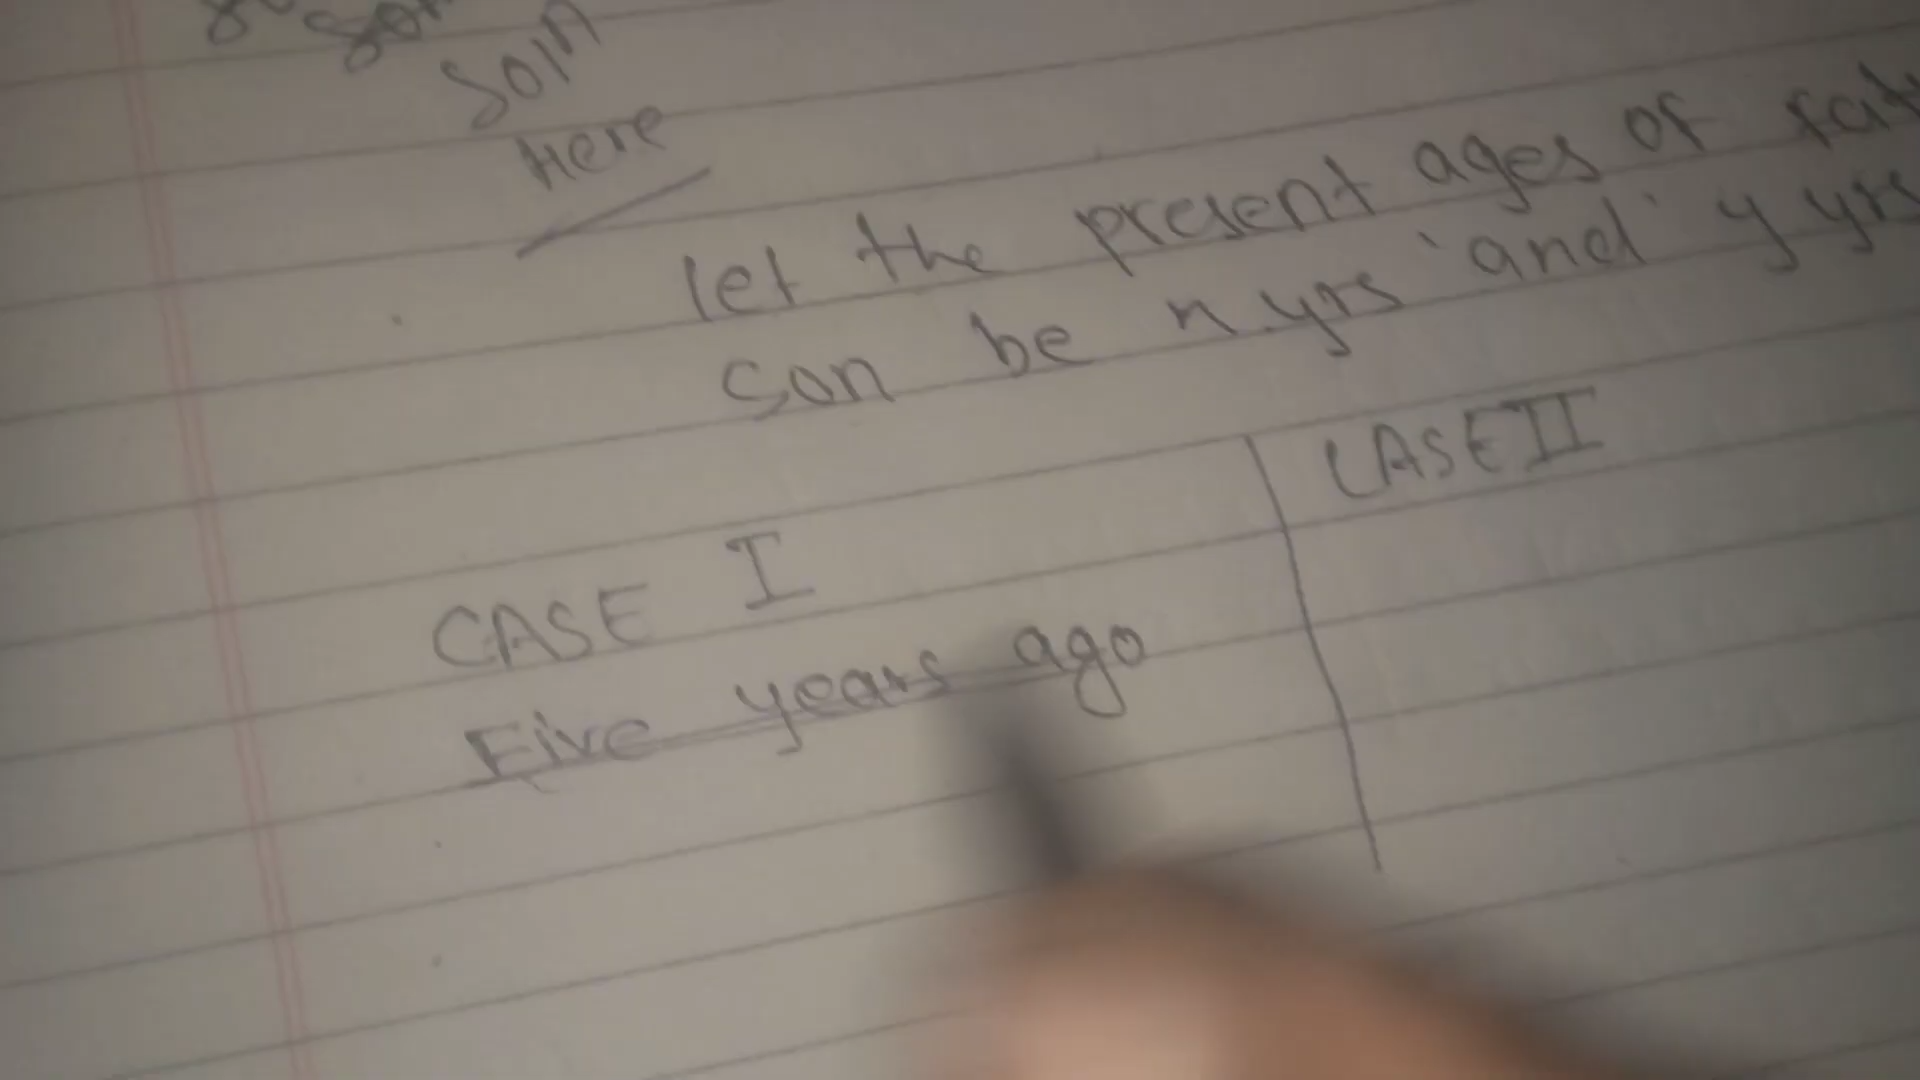 Soln
Here
let the present ages of
son be x yrs and y yrs
CASE I
CASE II
Five years ago